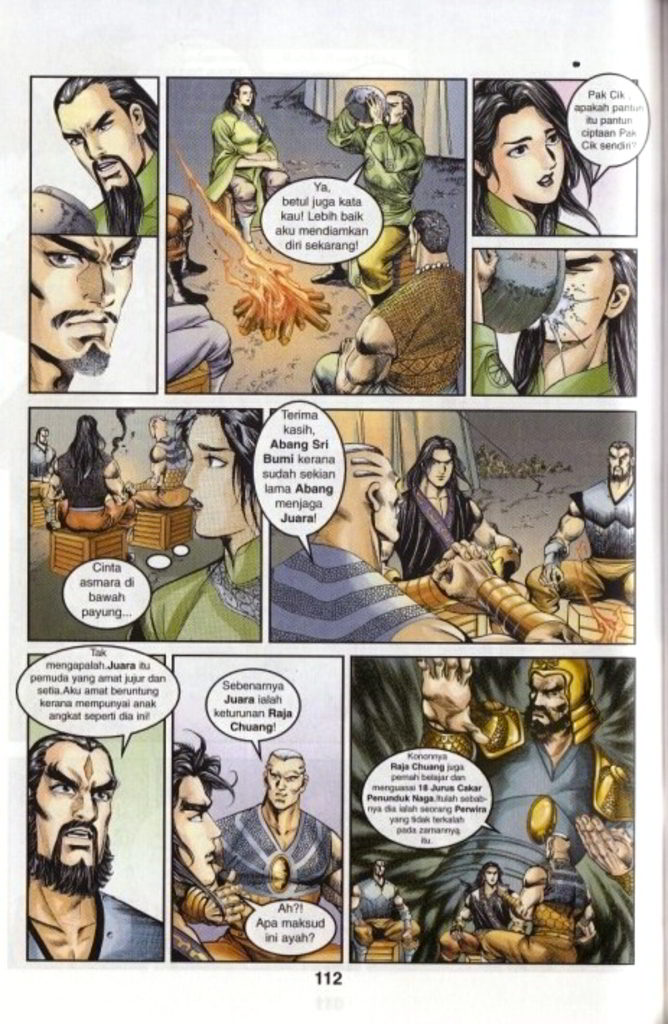 Ya,
betul juga kata
kau! Lebih baik
aku mendiamkan
diri sekarang!
Pak Cik,
apakah pantun
itu pantun
ciptaan Pak
Cik sendiri?
Cinta
asmara di
bawah
payung...
Terima
kasih,
Abang Sri
Bumi kerana
sudah sekian
lama Abang
menjaga
Juara!
Tak
mengapalah.Juara itu
pemuda yang amat jujur dan
setia.Aku amat beruntung
kerana mempunyai anak
angkat seperti dia ini!
Sebenarnya
Juara ialah
keturunan Raja
Chuang!
Ah?!
Apa maksud
ini ayah?
Kononnya
Raja Chuang juga
pernah belajar dan
menguasai 18 Jurus Cakar
Penunduk Naga.Itulah sebab-
nya dia ialah seorang Perwira
yang tidak terkalah
pada zamannya
itu.
112